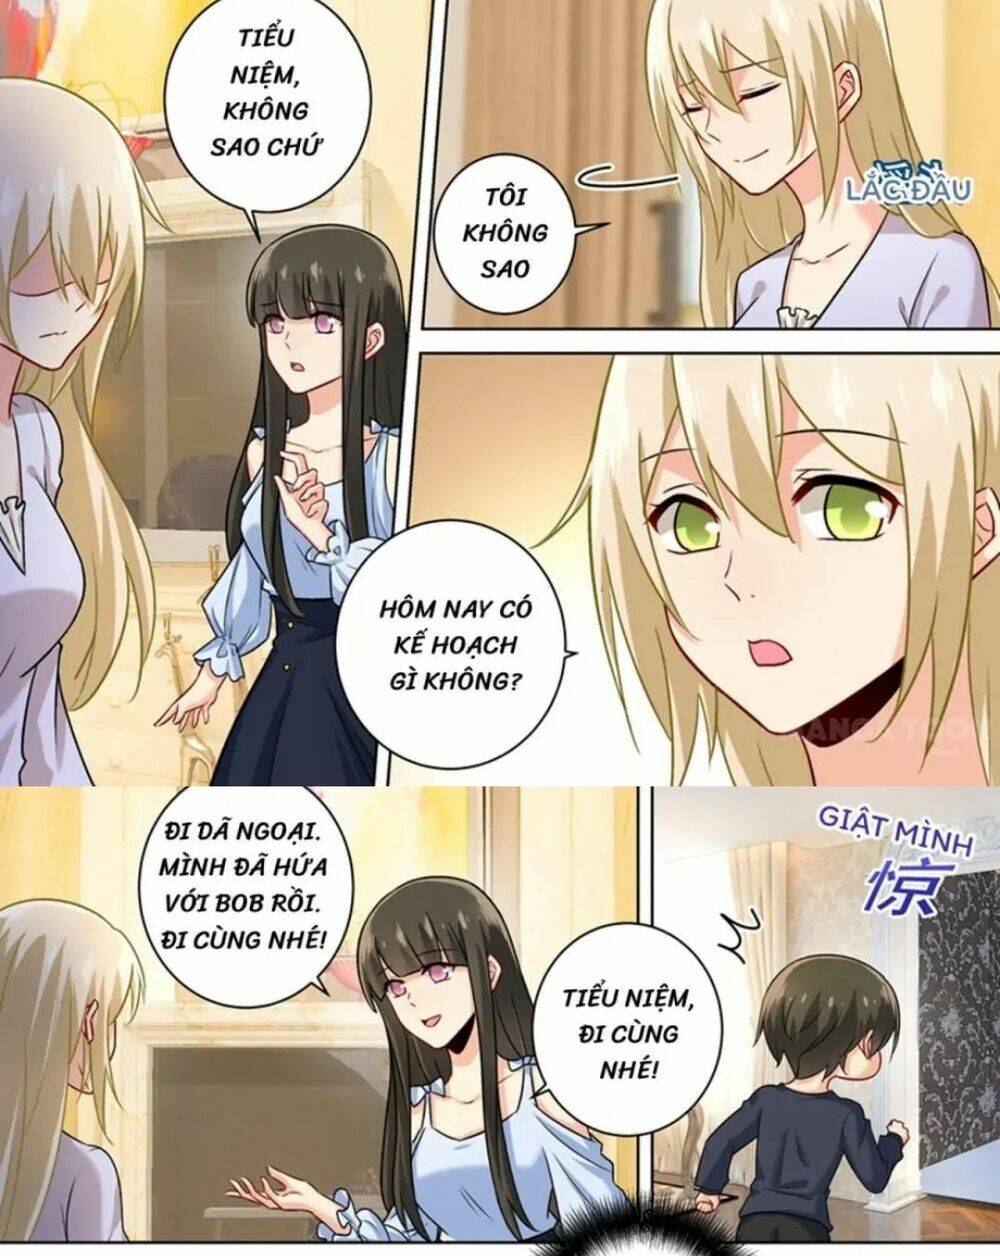 TIỂU
NIỆM,
KHÔNG
SAO CHỨ
TÔI
KHÔNG
SAO
LẮC ĐẦU
HÔM NAY CÓ
KẾ HOẠCH
GÌ KHÔNG?
MANGATOON
ĐI DÃ NGOẠI.
MÌNH ĐÃ HỨA
VỚI BOB RỒI.
ĐI CÙNG NHÉ!
TIỂU NIỆM,
ĐI CÙNG
NHÉ!
GIẬT MÌNH
惊